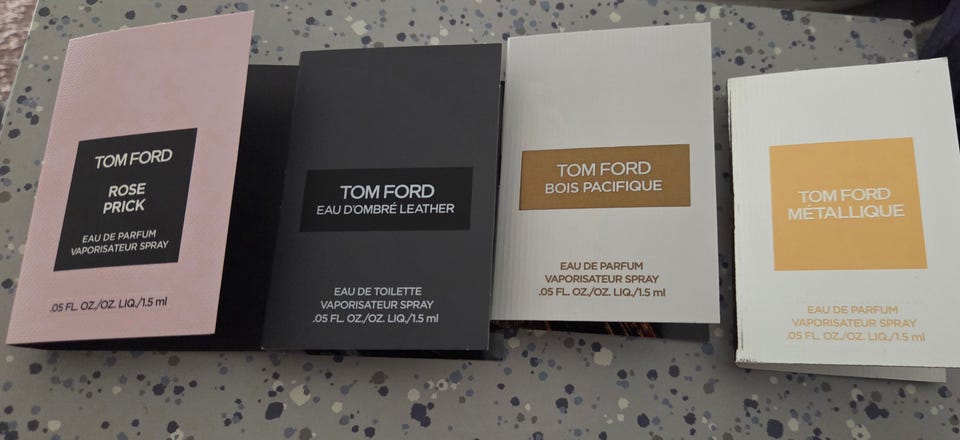 TOM FORD
ROSE
PRICK
EAU DE PARFUM
VAPORISATEUR SPRAY
.05 FL. OZ./OZ. LIQ./1.5 ml
TOM FORD
EAU D'OMBRÉ LEATHER
EAU DE TOILETTE
VAPORISATEUR SPRAY
.05 FL. OZ./OZ. LIQ./1.5 ml
TOM FORD
BOIS PACIFIQUE
EAU DE PARFUM
VAPORISATEUR SPRAY
.05 FL. OZ./OZ. LIQ./1.5 ml
TOM FORD
MÉTALLIQUE
EAU DE PARFUM
VAPORISATEUR SPRAY
.05 FL. OZ./OZ. LIQ./1.5 ml